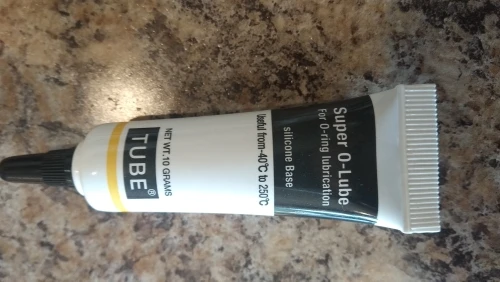 Super O-Lube
For O-ring lubrication
silicone Base
Useful from-40℃ to 250℃
NET WT.10 GRAMS
TUBE®